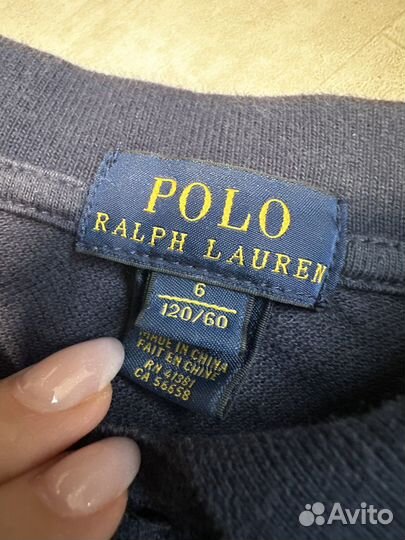 POLO
RALPH LAUREN
6
120/60
MADE IN CHINA
FAIT EN CHINE
RN 41381
CA 56658
Avito